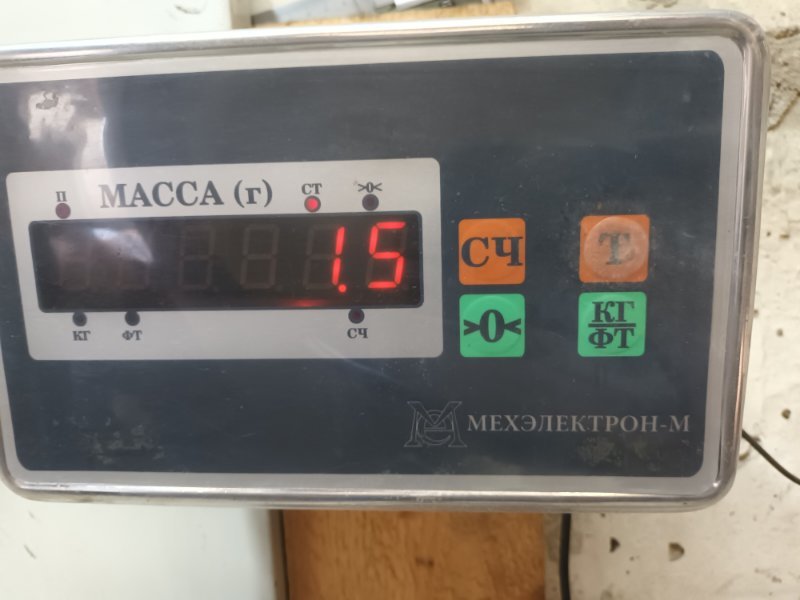 П МАССА (г) СТ >0<
1.5
КГ ФТ СЧ
СЧ Т
>0< КГ/ФТ
МЕХЭЛЕКТРОН-М